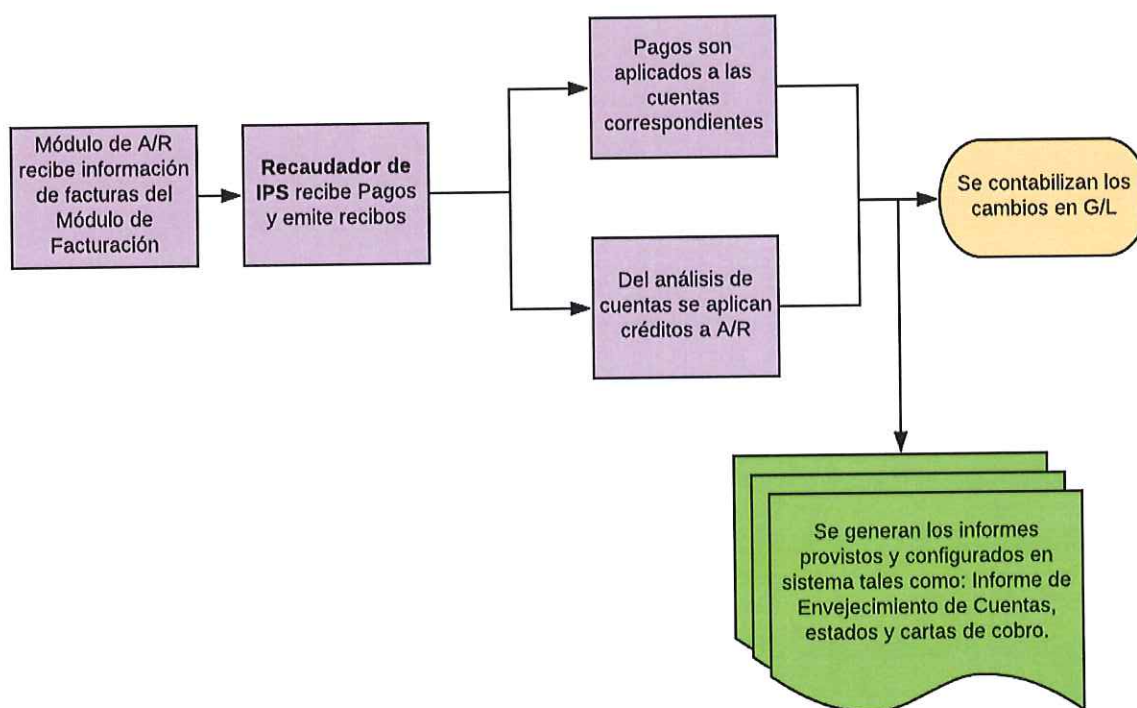 Módulo de A/R
recibe información
de facturas del
Módulo de
Facturación
Recaudador de
IPS recibe Pagos
y emite recibos
Pagos son
aplicados a las
cuentas
correspondientes
Del análisis de
cuentas se aplican
créditos a A/R
Se contabilizan los
cambios en G/L
Se generan los informes
provistos y configurados en
sistema tales como: Informe de
Envejecimiento de Cuentas,
estados y cartas de cobro.